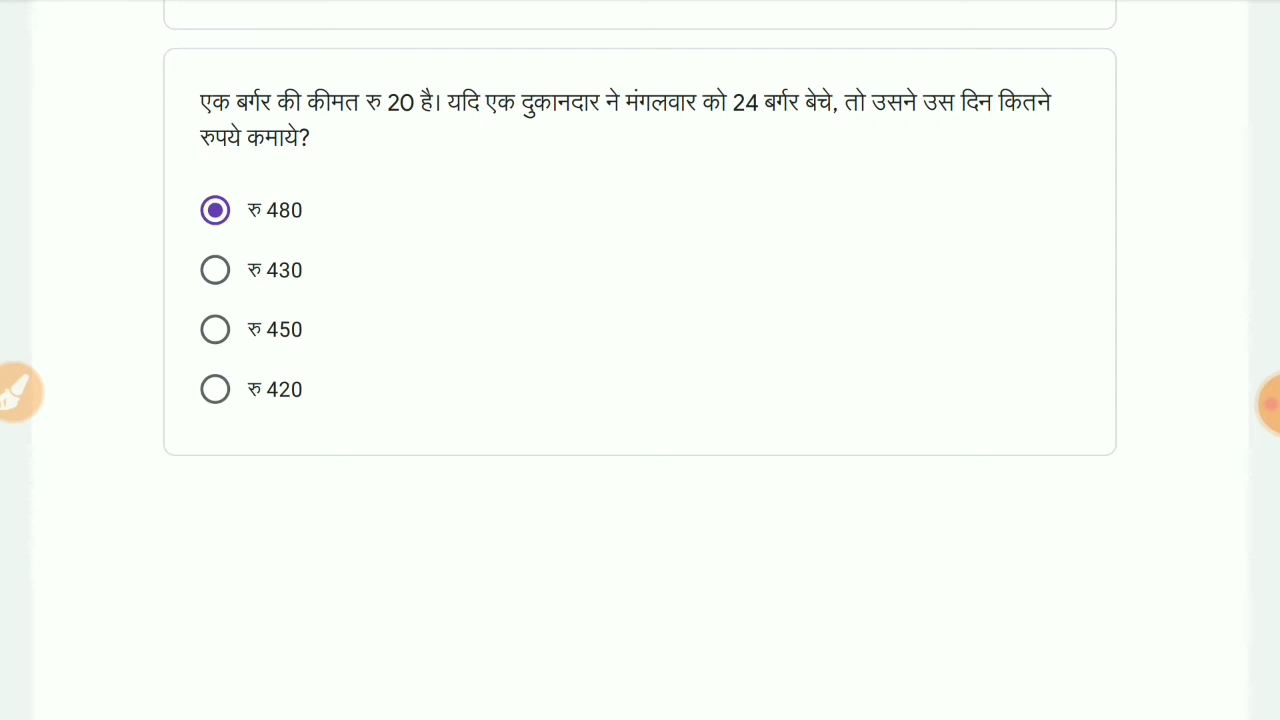 एक बर्गर की कीमत रु 20 है। यदि एक दुकानदार ने मंगलवार को 24 बर्गर बेचे, तो उसने उस दिन कितने
रुपये कमाये?
रु 480
रु 430
रु 450
रु 420